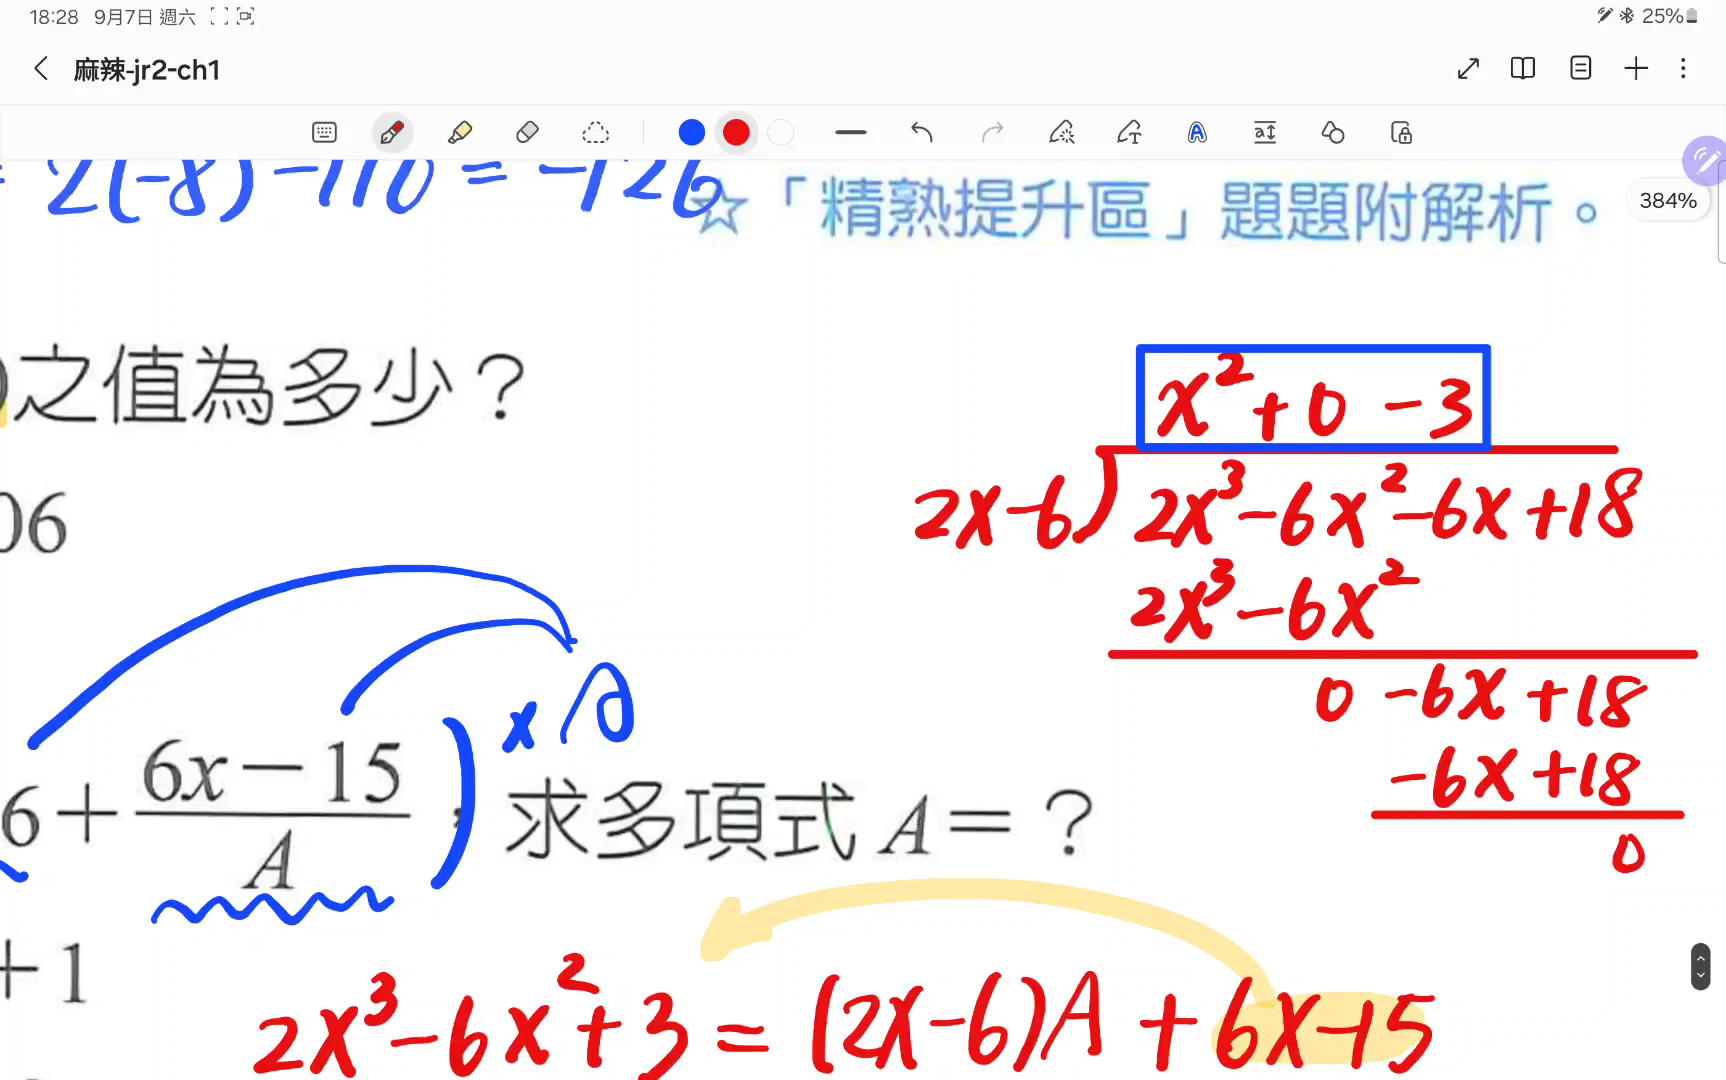 18:28 9月7日 週六 25%
麻辣-jr2-ch1
384%
= 2(-8) -110 = -126
☆「精熟提升區」題題附解析。
)之值為多少？
06
x²+0 -3
2x-6)2x³-6x²-6x+18
2x³-6x²
0 -6x+18
-6x+18
0
×A
6+(6x-15)/A) , 求多項式 A=？
+1
2x³-6x²+3 = (2x-6)A + 6x-15